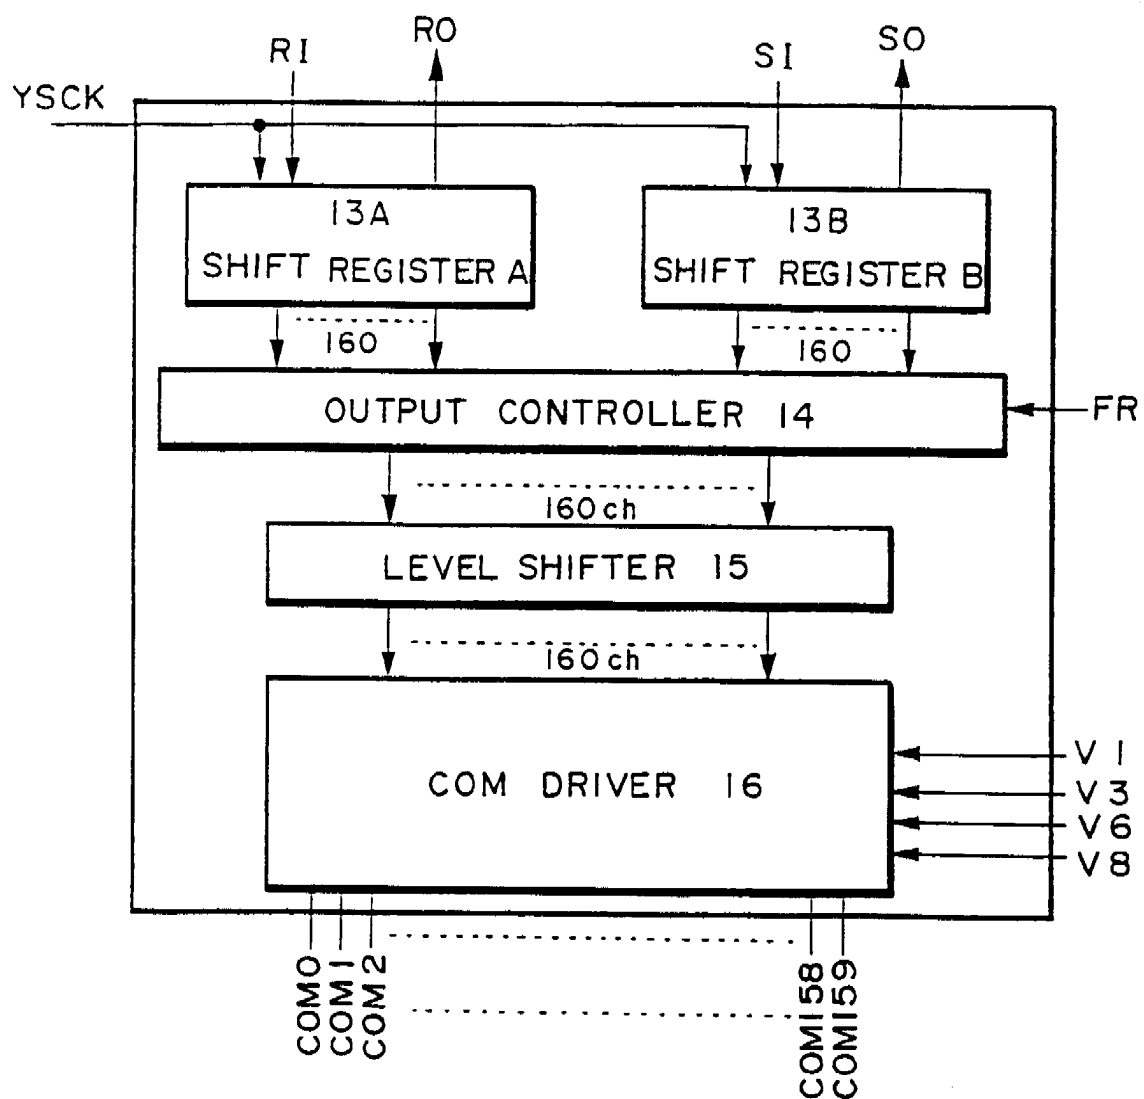 RI
RO
SI
SO
YSCK
13A
SHIFT REGISTER A
13B
SHIFT REGISTER B
160
160
OUTPUT CONTROLLER 14
FR
160ch
LEVEL SHIFTER 15
160ch
COM DRIVER 16
V1
V3
V6
V8
COM0
COM1
COM2
COM158
COM159